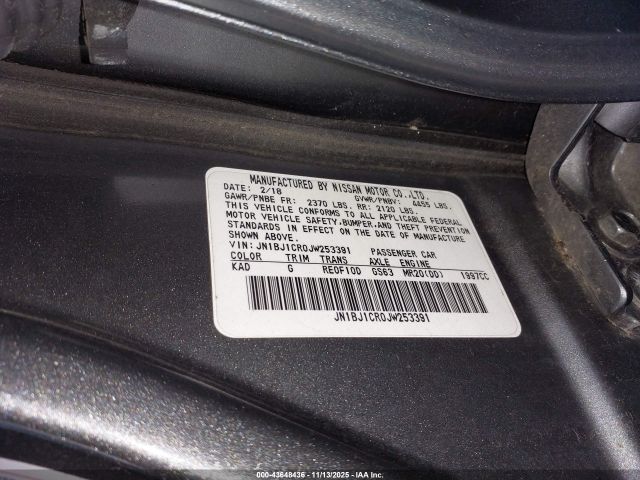 MANUFACTURED BY NISSAN MOTOR CO.,LTD.
DATE: 2/18 GVWR/PNBV: 4455 LBS.
GAWR/PNBE FR: 2370 LBS. RR: 2120 LBS.
THIS VEHICLE CONFORMS TO ALL APPLICABLE FEDERAL
MOTOR VEHICLE SAFETY,BUMPER,AND THEFT PREVENTION
STANDARDS IN EFFECT ON THE DATE OF MANUFACTURE
SHOWN ABOVE.
VIN: JN1BJ1CR0JW253391 PASSENGER CAR
COLOR TRIM TRANS AXLE ENGINE
KAD G RE0F10D GS63 MR20(DD) 1997CC
JN1BJ1CR0JW253391
000-43648436 - 11/13/2025 - IAA Inc.